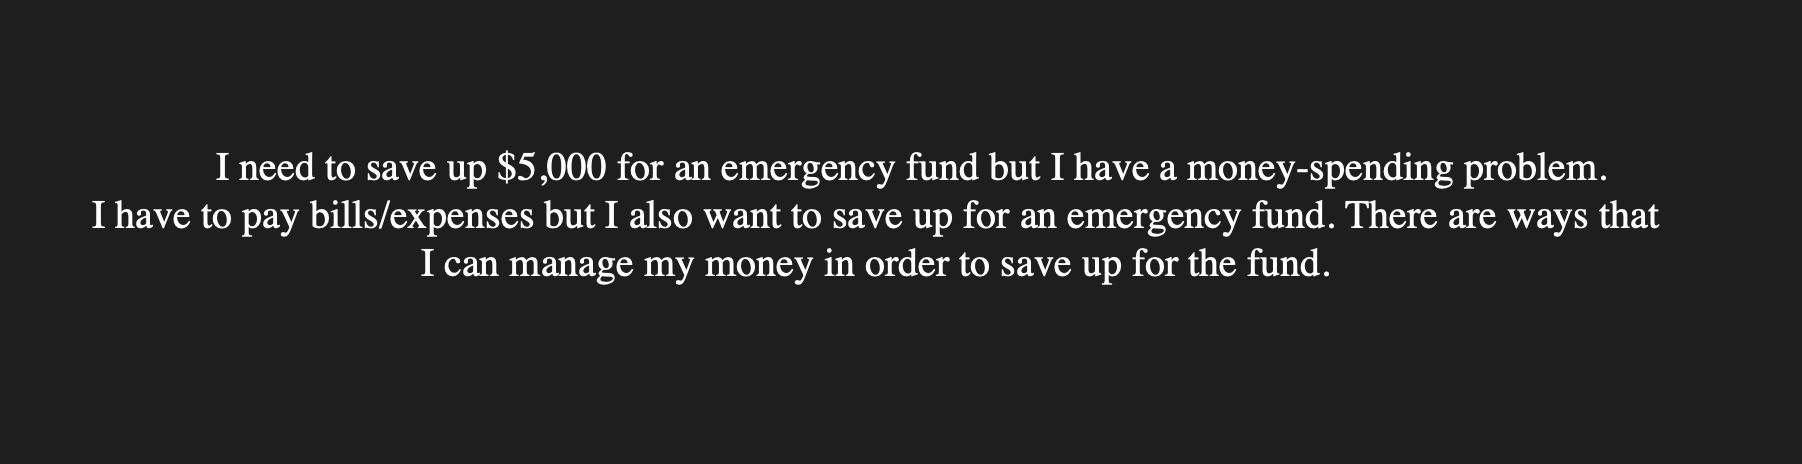 I need to save up $5,000 for an emergency fund but I have a money-spending problem.
I have to pay bills/expenses but I also want to save up for an emergency fund. There are ways that
I can manage my money in order to save up for the fund.